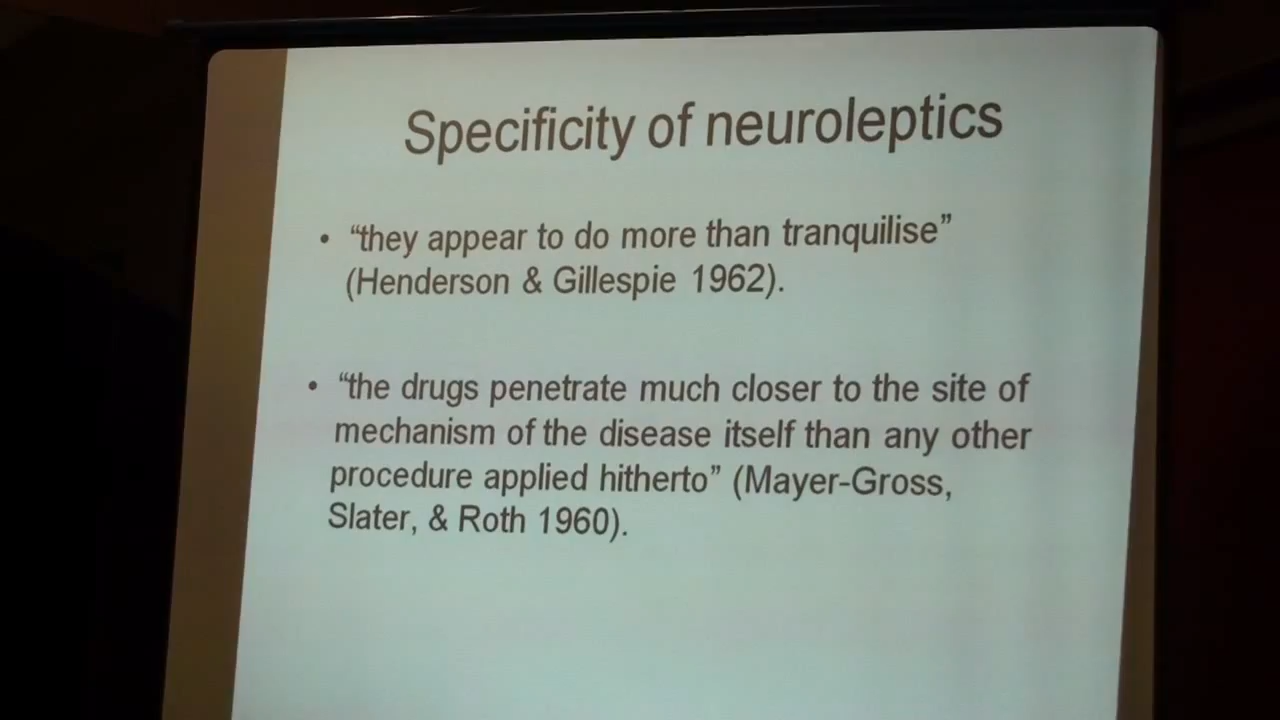 Specificity of neuroleptics
• “they appear to do more than tranquilise”
(Henderson & Gillespie 1962).
• “the drugs penetrate much closer to the site of
mechanism of the disease itself than any other
procedure applied hitherto” (Mayer-Gross,
Slater, & Roth 1960).